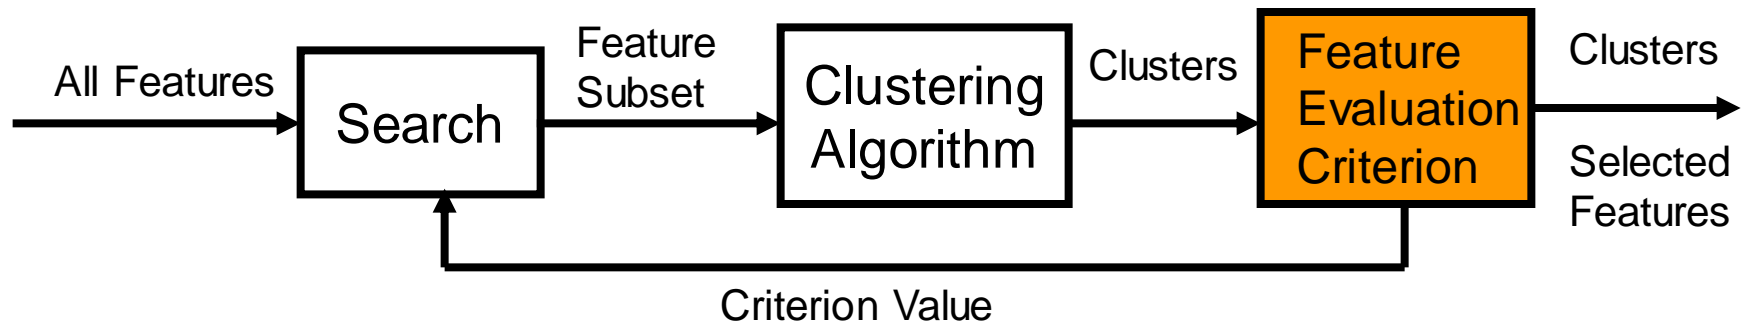 All Features
Search
Feature
Subset
Clustering
Algorithm
Clusters
Feature
Evaluation
Criterion
Clusters
Selected
Features
Criterion Value